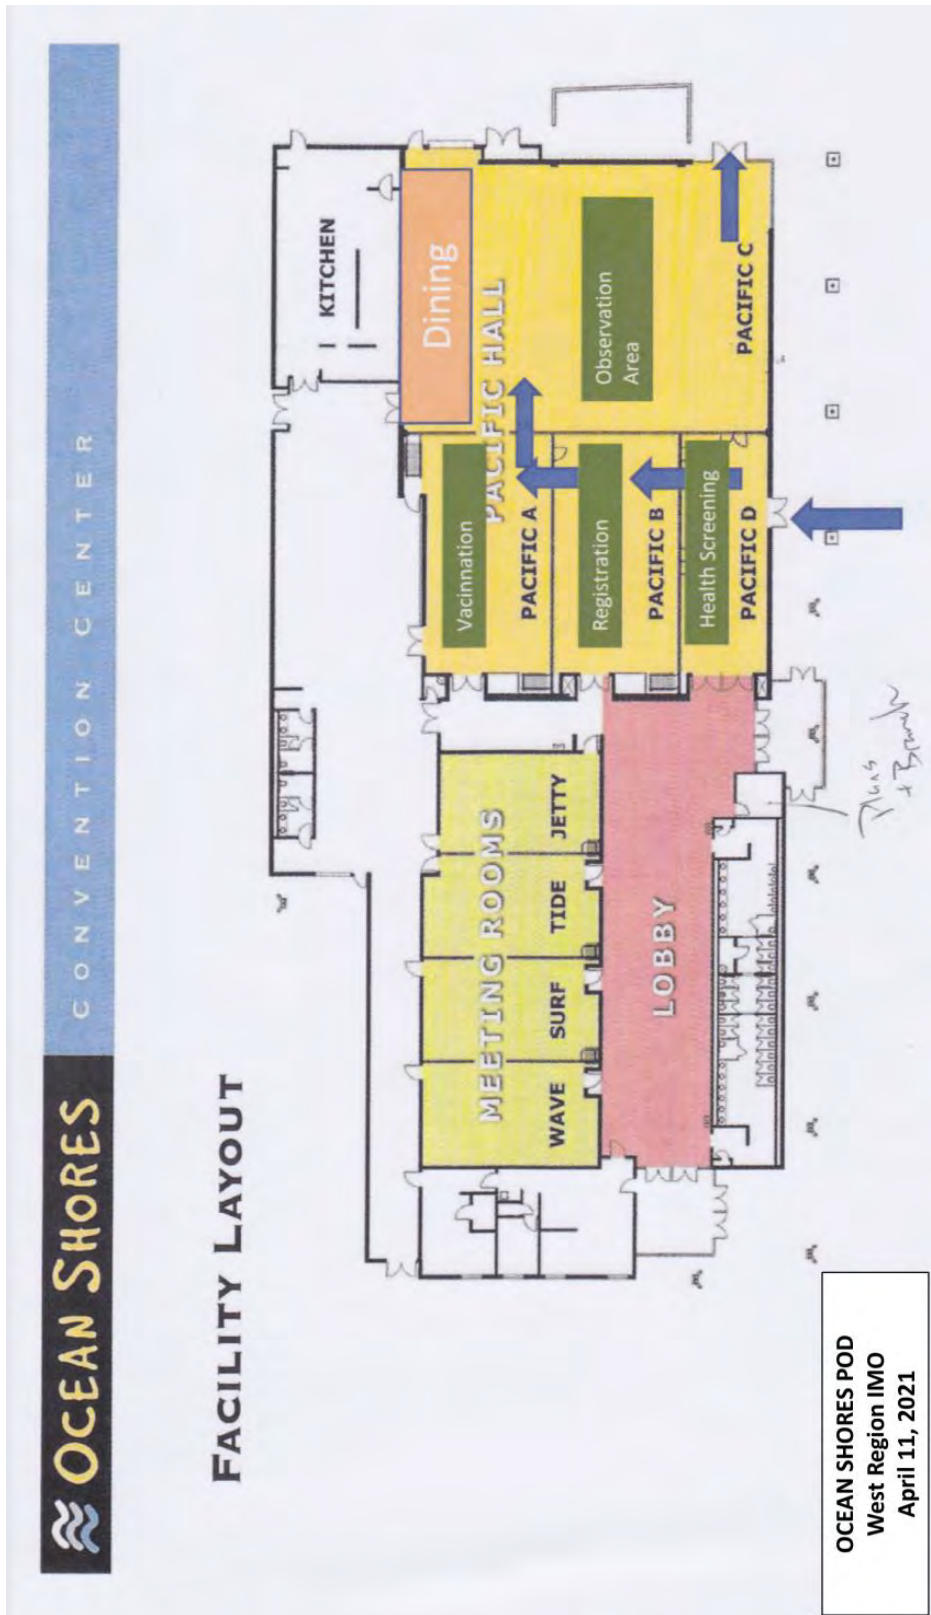 OCEAN SHORES
CONVENTION CENTER
FACILITY LAYOUT
KITCHEN
Dining
PACIFIC HALL
Observation
Area
PACIFIC C
Vacinnation
PACIFIC A
Registration
PACIFIC B
Health Screening
PACIFIC D
MEETING ROOMS
JETTY
TIDE
SURF
WAVE
LOBBY
OCEAN SHORES POD
West Region IMO
April 11, 2021